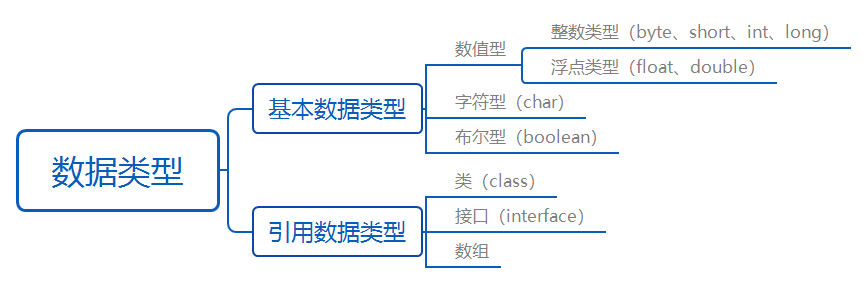 数据类型
基本数据类型
数值型
整数类型（byte、short、int、long）
浮点类型（float、double）
字符型（char）
布尔型（boolean）
引用数据类型
类（class）
接口（interface）
数组